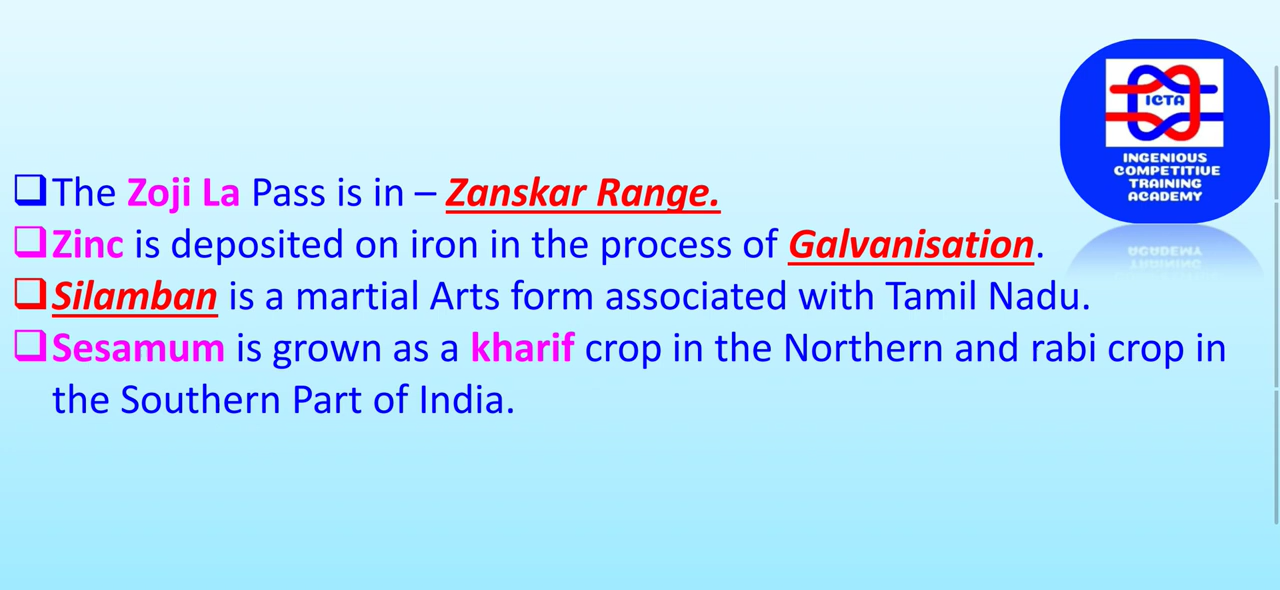 The Zoji La Pass is in – Zanskar Range.
Zinc is deposited on iron in the process of Galvanisation.
Silamban is a martial Arts form associated with Tamil Nadu.
Sesamum is grown as a kharif crop in the Northern and rabi crop in
the Southern Part of India.
ICTA
INGENIOUS
COMPETITIVE
TRAINING
ACADEMY